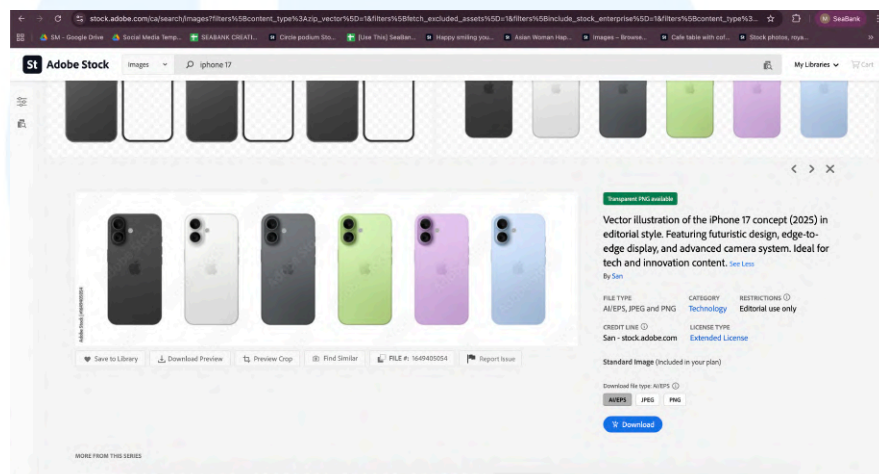 stock.adobe.com/ca/search/images?filters%5Bcontent_type%3Azip_vector%5D=1&filters%5Bfetch_excluded_assets%5D=1&filters%5Binclude_stock_enterprise%5D=1&filters%5Bcontent_type%3...
SeaBank
SM - Google Drive
Social Media Temp...
SEABANK CREATI...
Circle podium Sto...
[Use This] SeaBan...
Happy smiling you...
Asian Woman Hap...
Images – Browse...
Cafe table with cof...
Stock photos, roya...
St Adobe Stock
Images
iphone 17
My Libraries
Cart
Transparent PNG available
Vector illustration of the iPhone 17 concept (2025) in
editorial style. Featuring futuristic design, edge-to-
edge display, and advanced camera system. Ideal for
tech and innovation content. See Less
By San
FILE TYPE
AI/EPS, JPEG and PNG
CATEGORY
Technology
RESTRICTIONS
Editorial use only
CREDIT LINE
San - stock.adobe.com
LICENSE TYPE
Extended License
Standard Image (Included in your plan)
Download file type: AI/EPS
AI/EPS JPEG PNG
Download
Adobe Stock | #1649405054
Save to Library
Download Preview
Preview Crop
Find Similar
FILE #: 1649405054
Report Issue
MORE FROM THIS SERIES